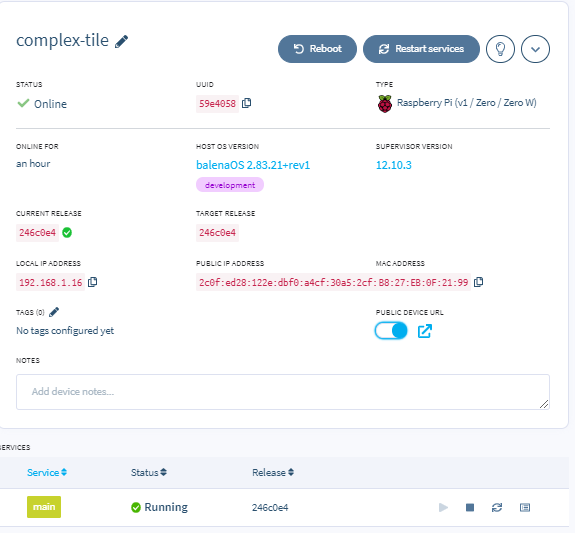 complex-tile
Reboot
Restart services
STATUS UUID TYPE
Online 59e4058 Raspberry Pi (v1 / Zero / Zero W)
ONLINE FOR HOST OS VERSION SUPERVISOR VERSION
an hour balenaOS 2.83.21+rev1 12.10.3
development
CURRENT RELEASE TARGET RELEASE
246c0e4 246c0e4
LOCAL IP ADDRESS PUBLIC IP ADDRESS MAC ADDRESS
192.168.1.16 2c0f:ed28:122e:dbf0:a4cf:30a5:2cf: B8:27:EB:0F:21:99
TAGS (0) PUBLIC DEVICE URL
No tags configured yet
NOTES
Add device notes...
SERVICES
Service Status Release
main Running 246c0e4